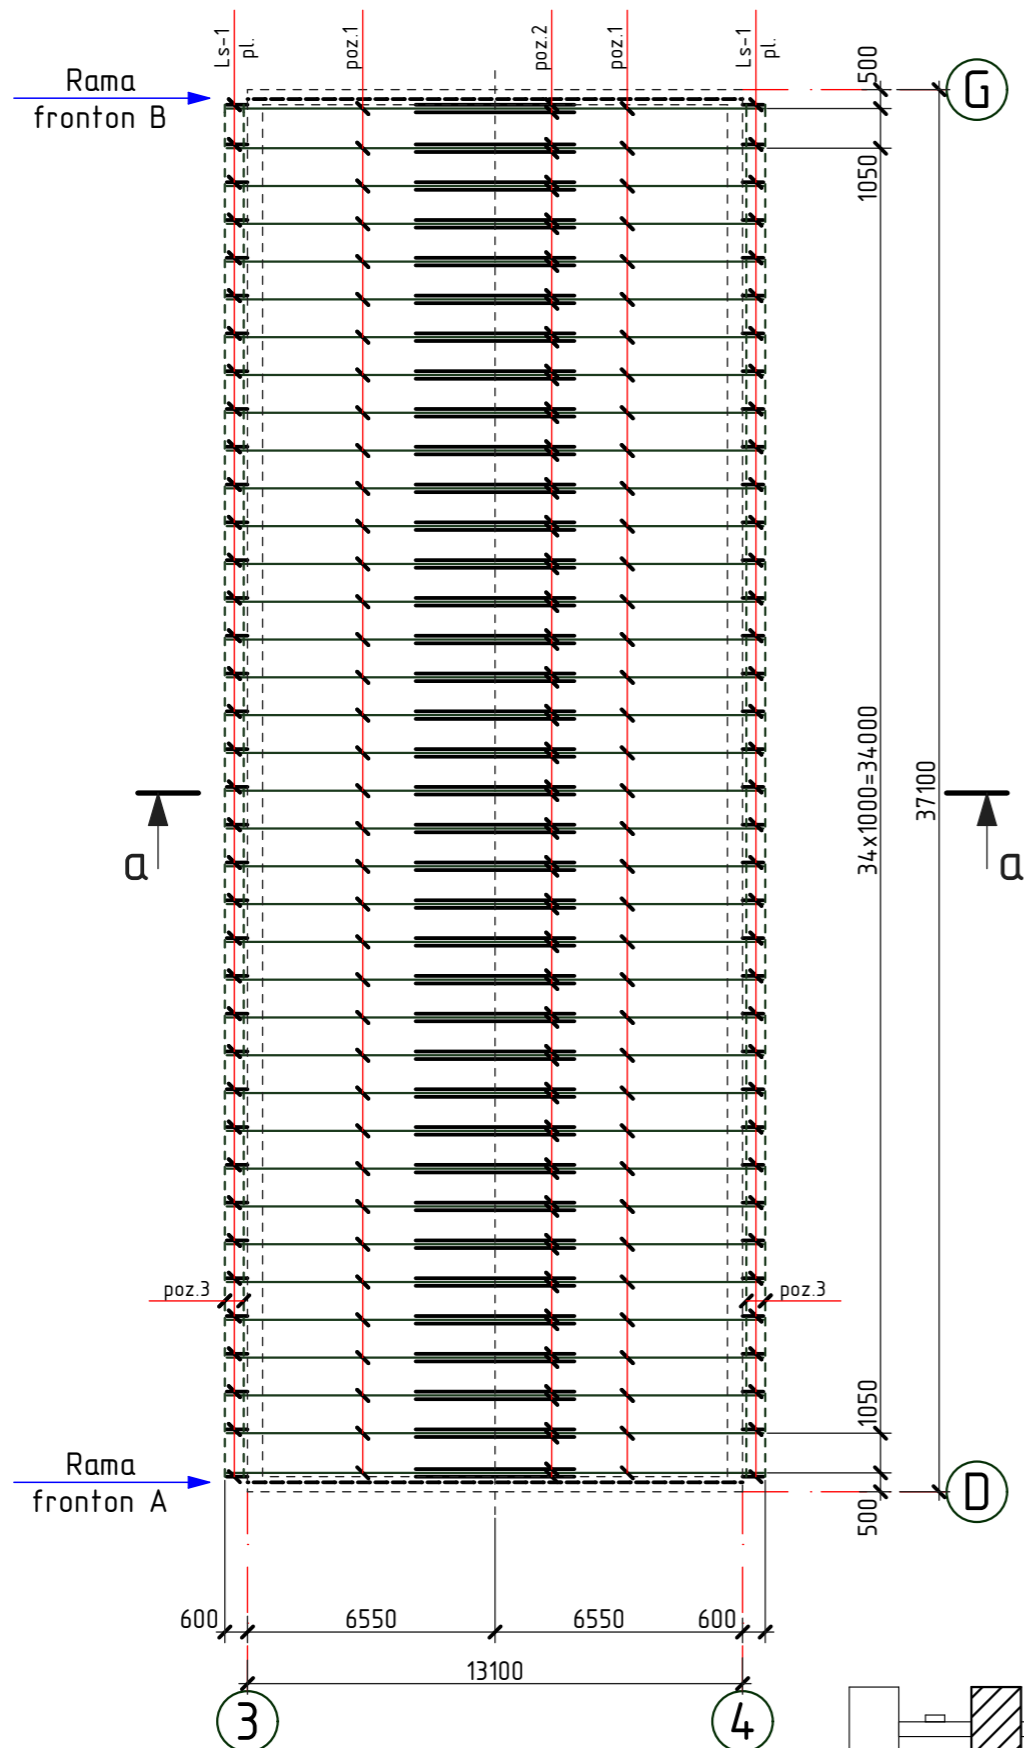 Ls-1
pl.
poz.1
poz.2
poz.1
Ls-1
pl.
Rama
fronton B
500
G
1050
34x1000=34000
37100
a
a
poz.3
poz.3
1050
Rama
fronton A
500
D
600
6550
6550
600
13100
3
4